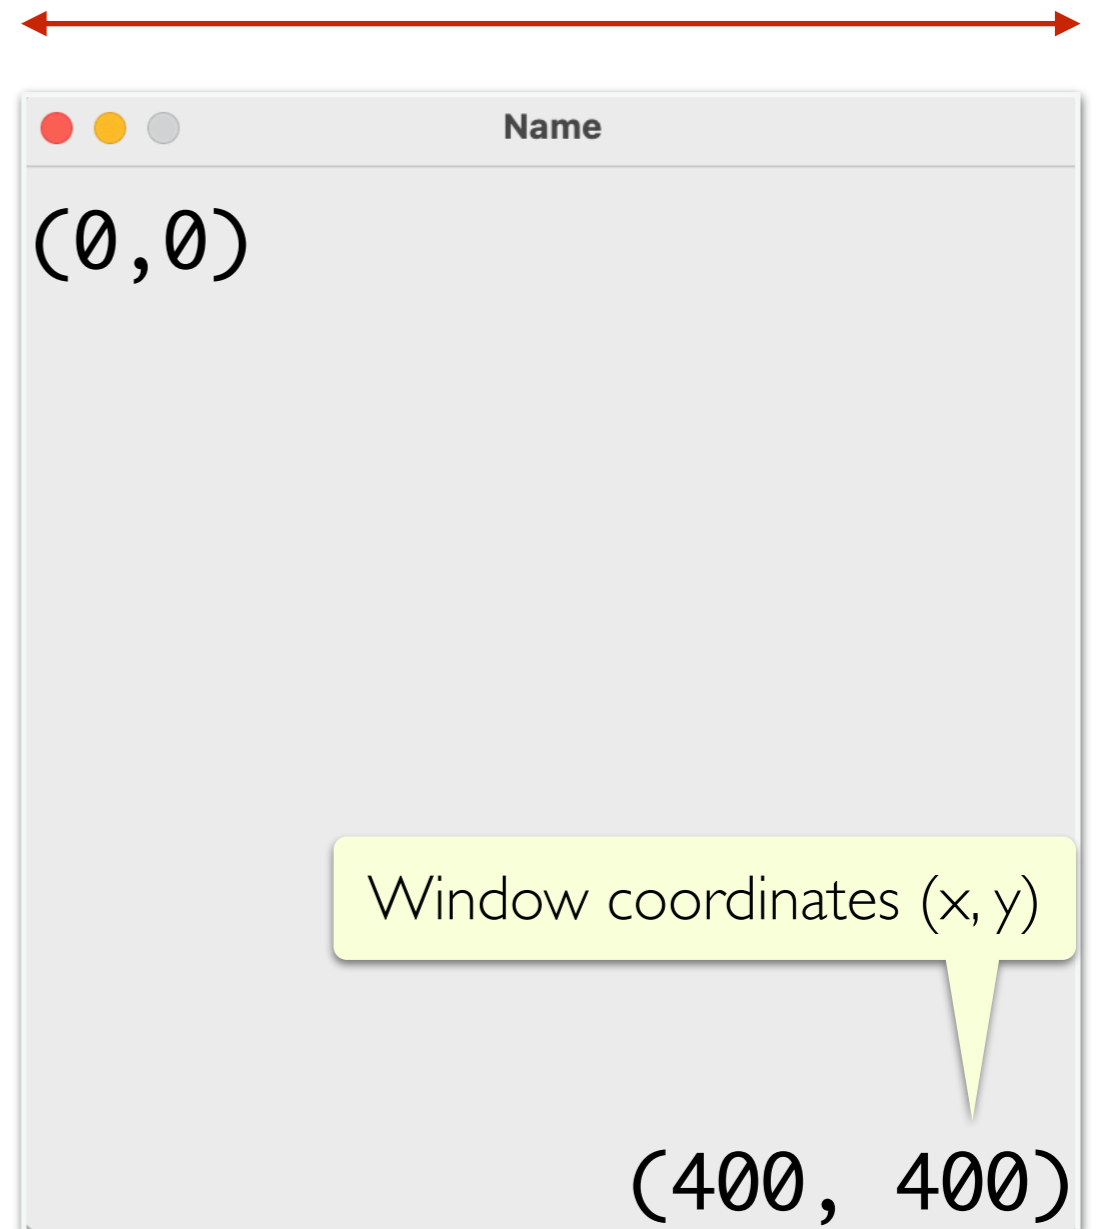 Name
(0,0)
Window coordinates (x, y)
(400, 400)